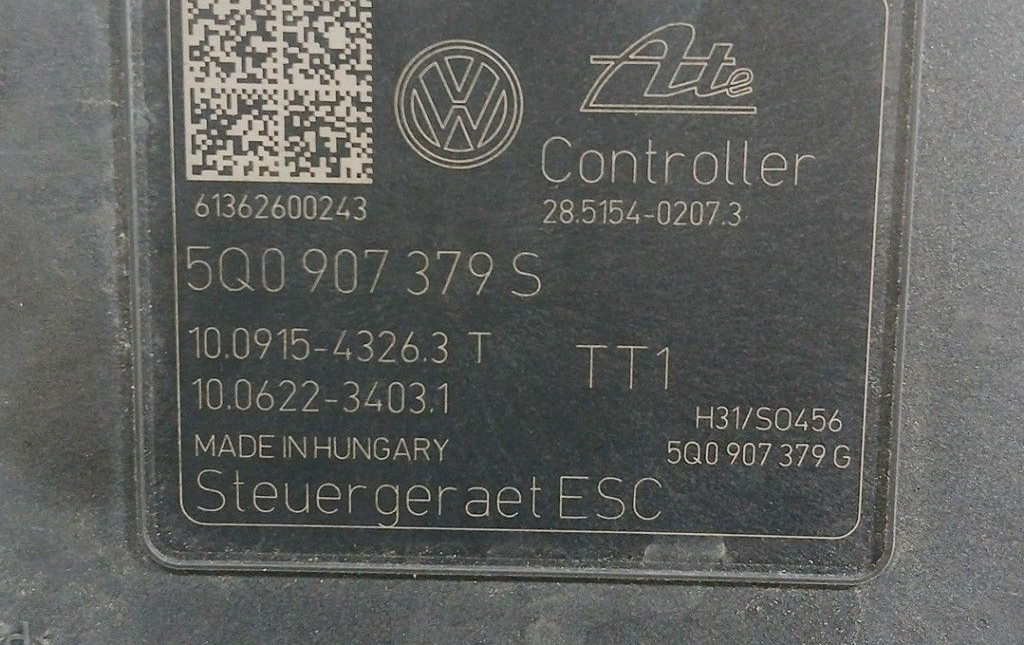 Ate
Controller
61362600243
28.5154-0207.3
5Q0 907 379 S
10.0915-4326.3 T
TT1
10.0622-3403.1
H31/S0456
MADE IN HUNGARY
5Q0 907 379 G
Steuergeraet ESC